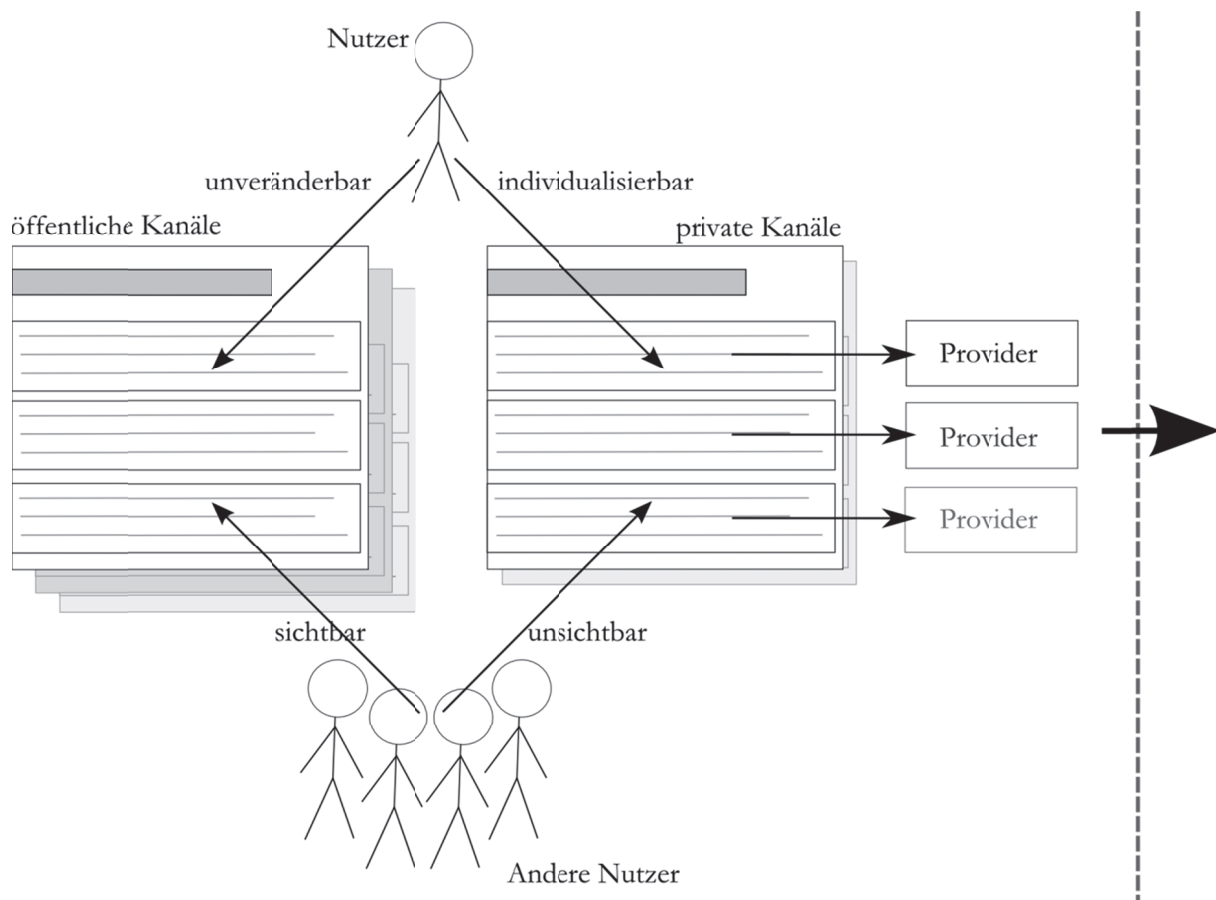 Nutzer
unveränderbar
individualisierbar
öffentliche Kanäle
private Kanäle
Provider
Provider
Provider
sichtbar
unsichtbar
Andere Nutzer